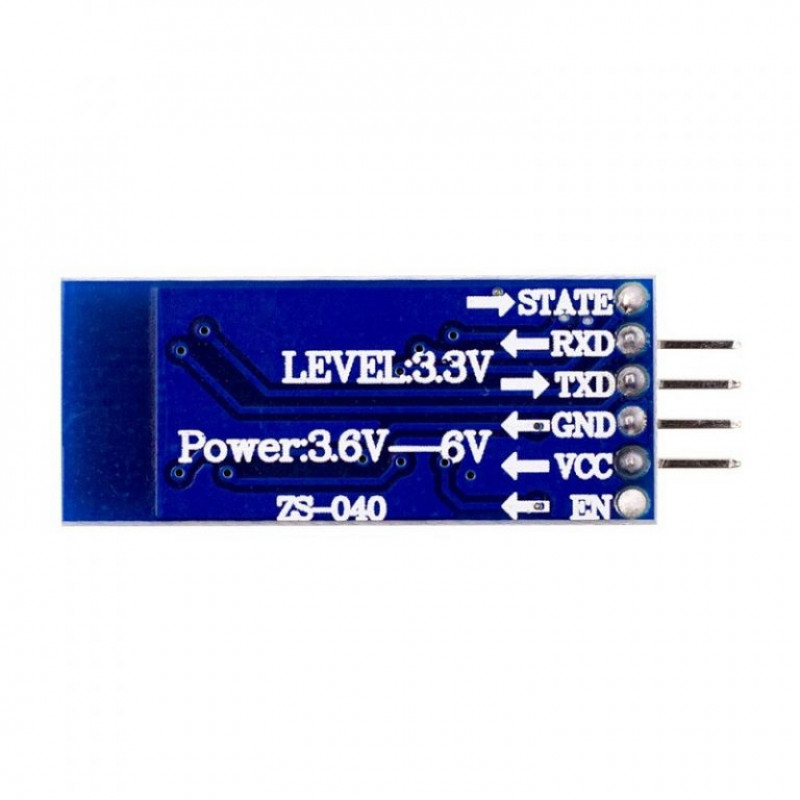 STATE
RXD
LEVEL:3.3V
TXD
GND
Power:3.6V—6V
VCC
ZS-040
EN